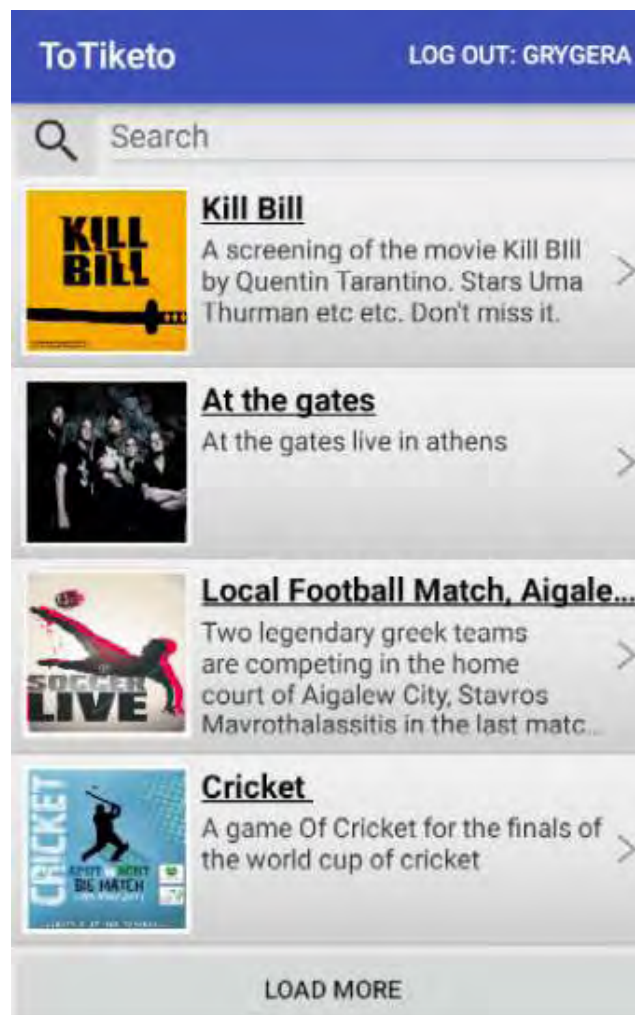 ToTiketo
LOG OUT: GRYGERA
Search
KILL
BILL
Kill Bill
A screening of the movie Kill BIll
by Quentin Tarantino. Stars Uma
Thurman etc etc. Don't miss it.
At the gates
At the gates live in athens
SOCCER
LIVE
Local Football Match, Aigale...
Two legendary greek teams
are competing in the home
court of Aigalew City, Stavros
Mavrothalassitis in the last matc...
CRICKET
BIG MATCH
Cricket
A game Of Cricket for the finals of
the world cup of cricket
LOAD MORE